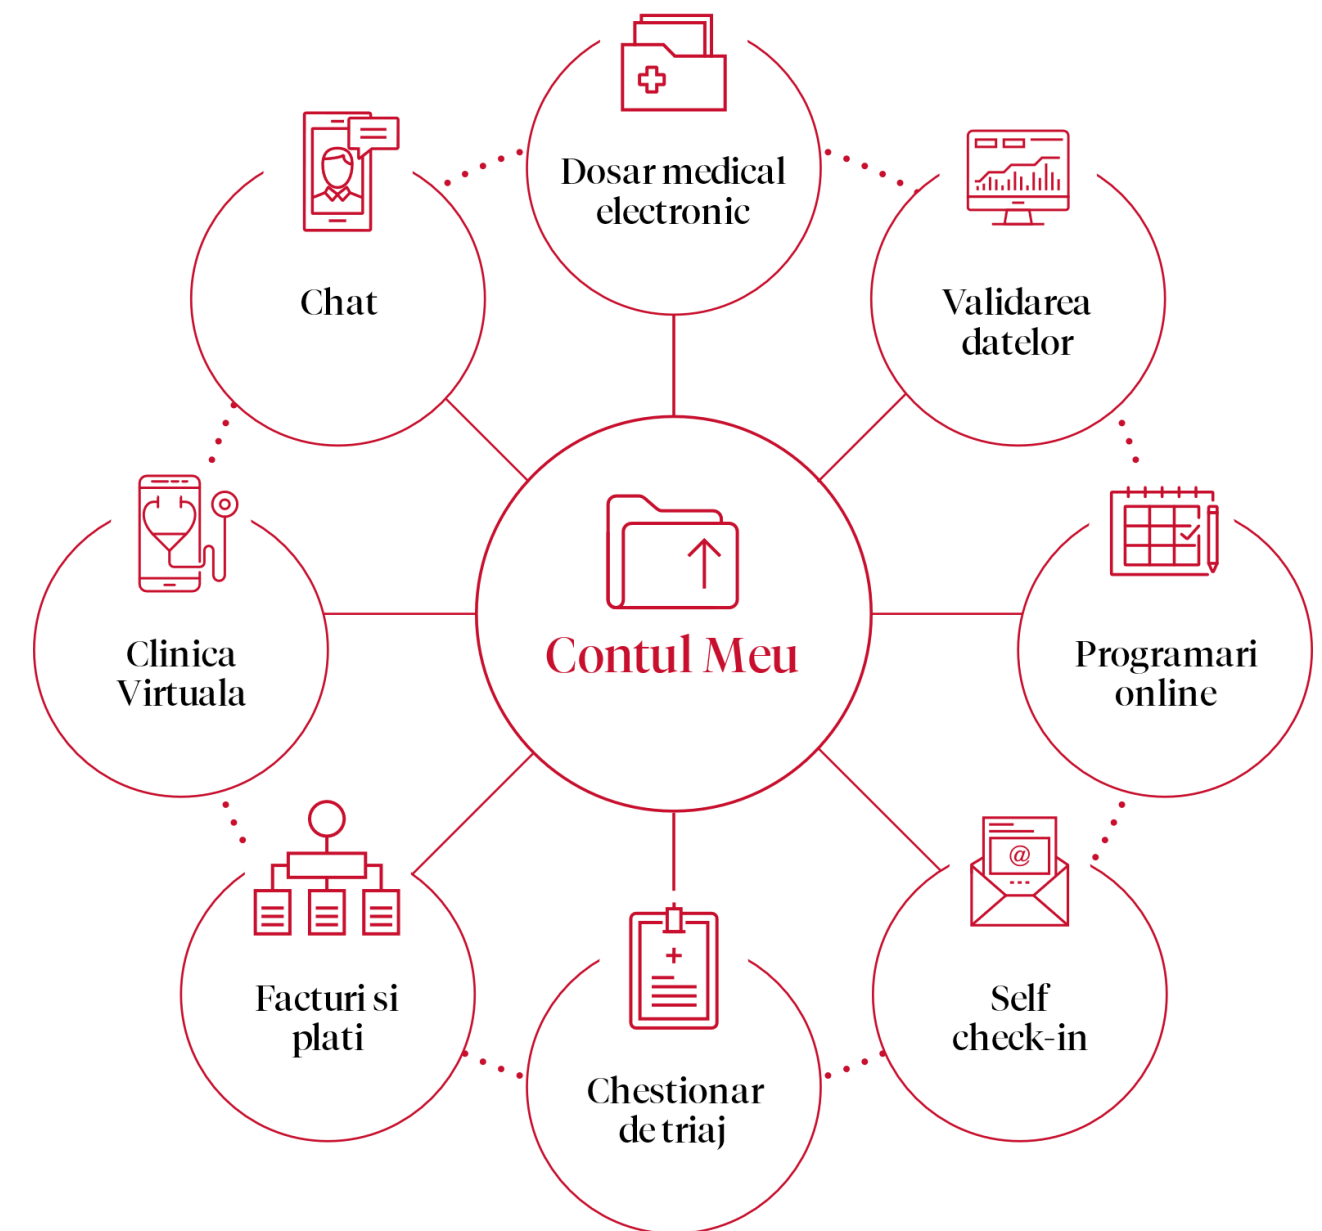 Dosar medical
electronic
Chat
Validarea
datelor
Clinica
Virtuala
Contul Meu
Programari
online
@
Facturi si
plati
Self
check-in
Chestionar
de triaj